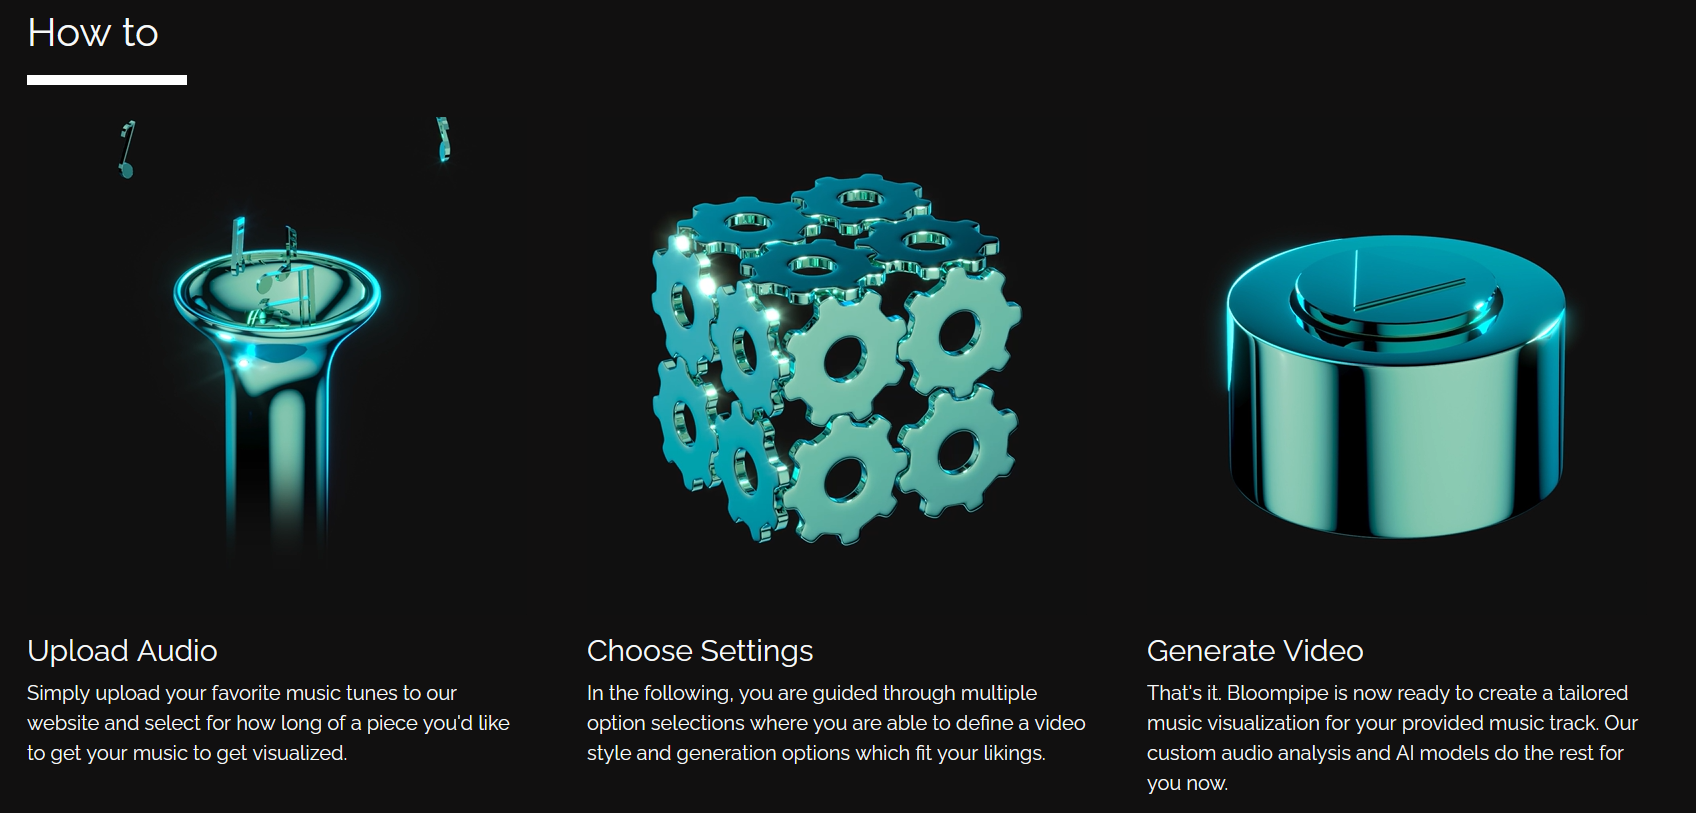 How to
Upload Audio
Simply upload your favorite music tunes to our
website and select for how long of a piece you'd like
to get your music to get visualized.
Choose Settings
In the following, you are guided through multiple
option selections where you are able to define a video
style and generation options which fit your likings.
Generate Video
That's it. Bloompipe is now ready to create a tailored
music visualization for your provided music track. Our
custom audio analysis and AI models do the rest for
you now.